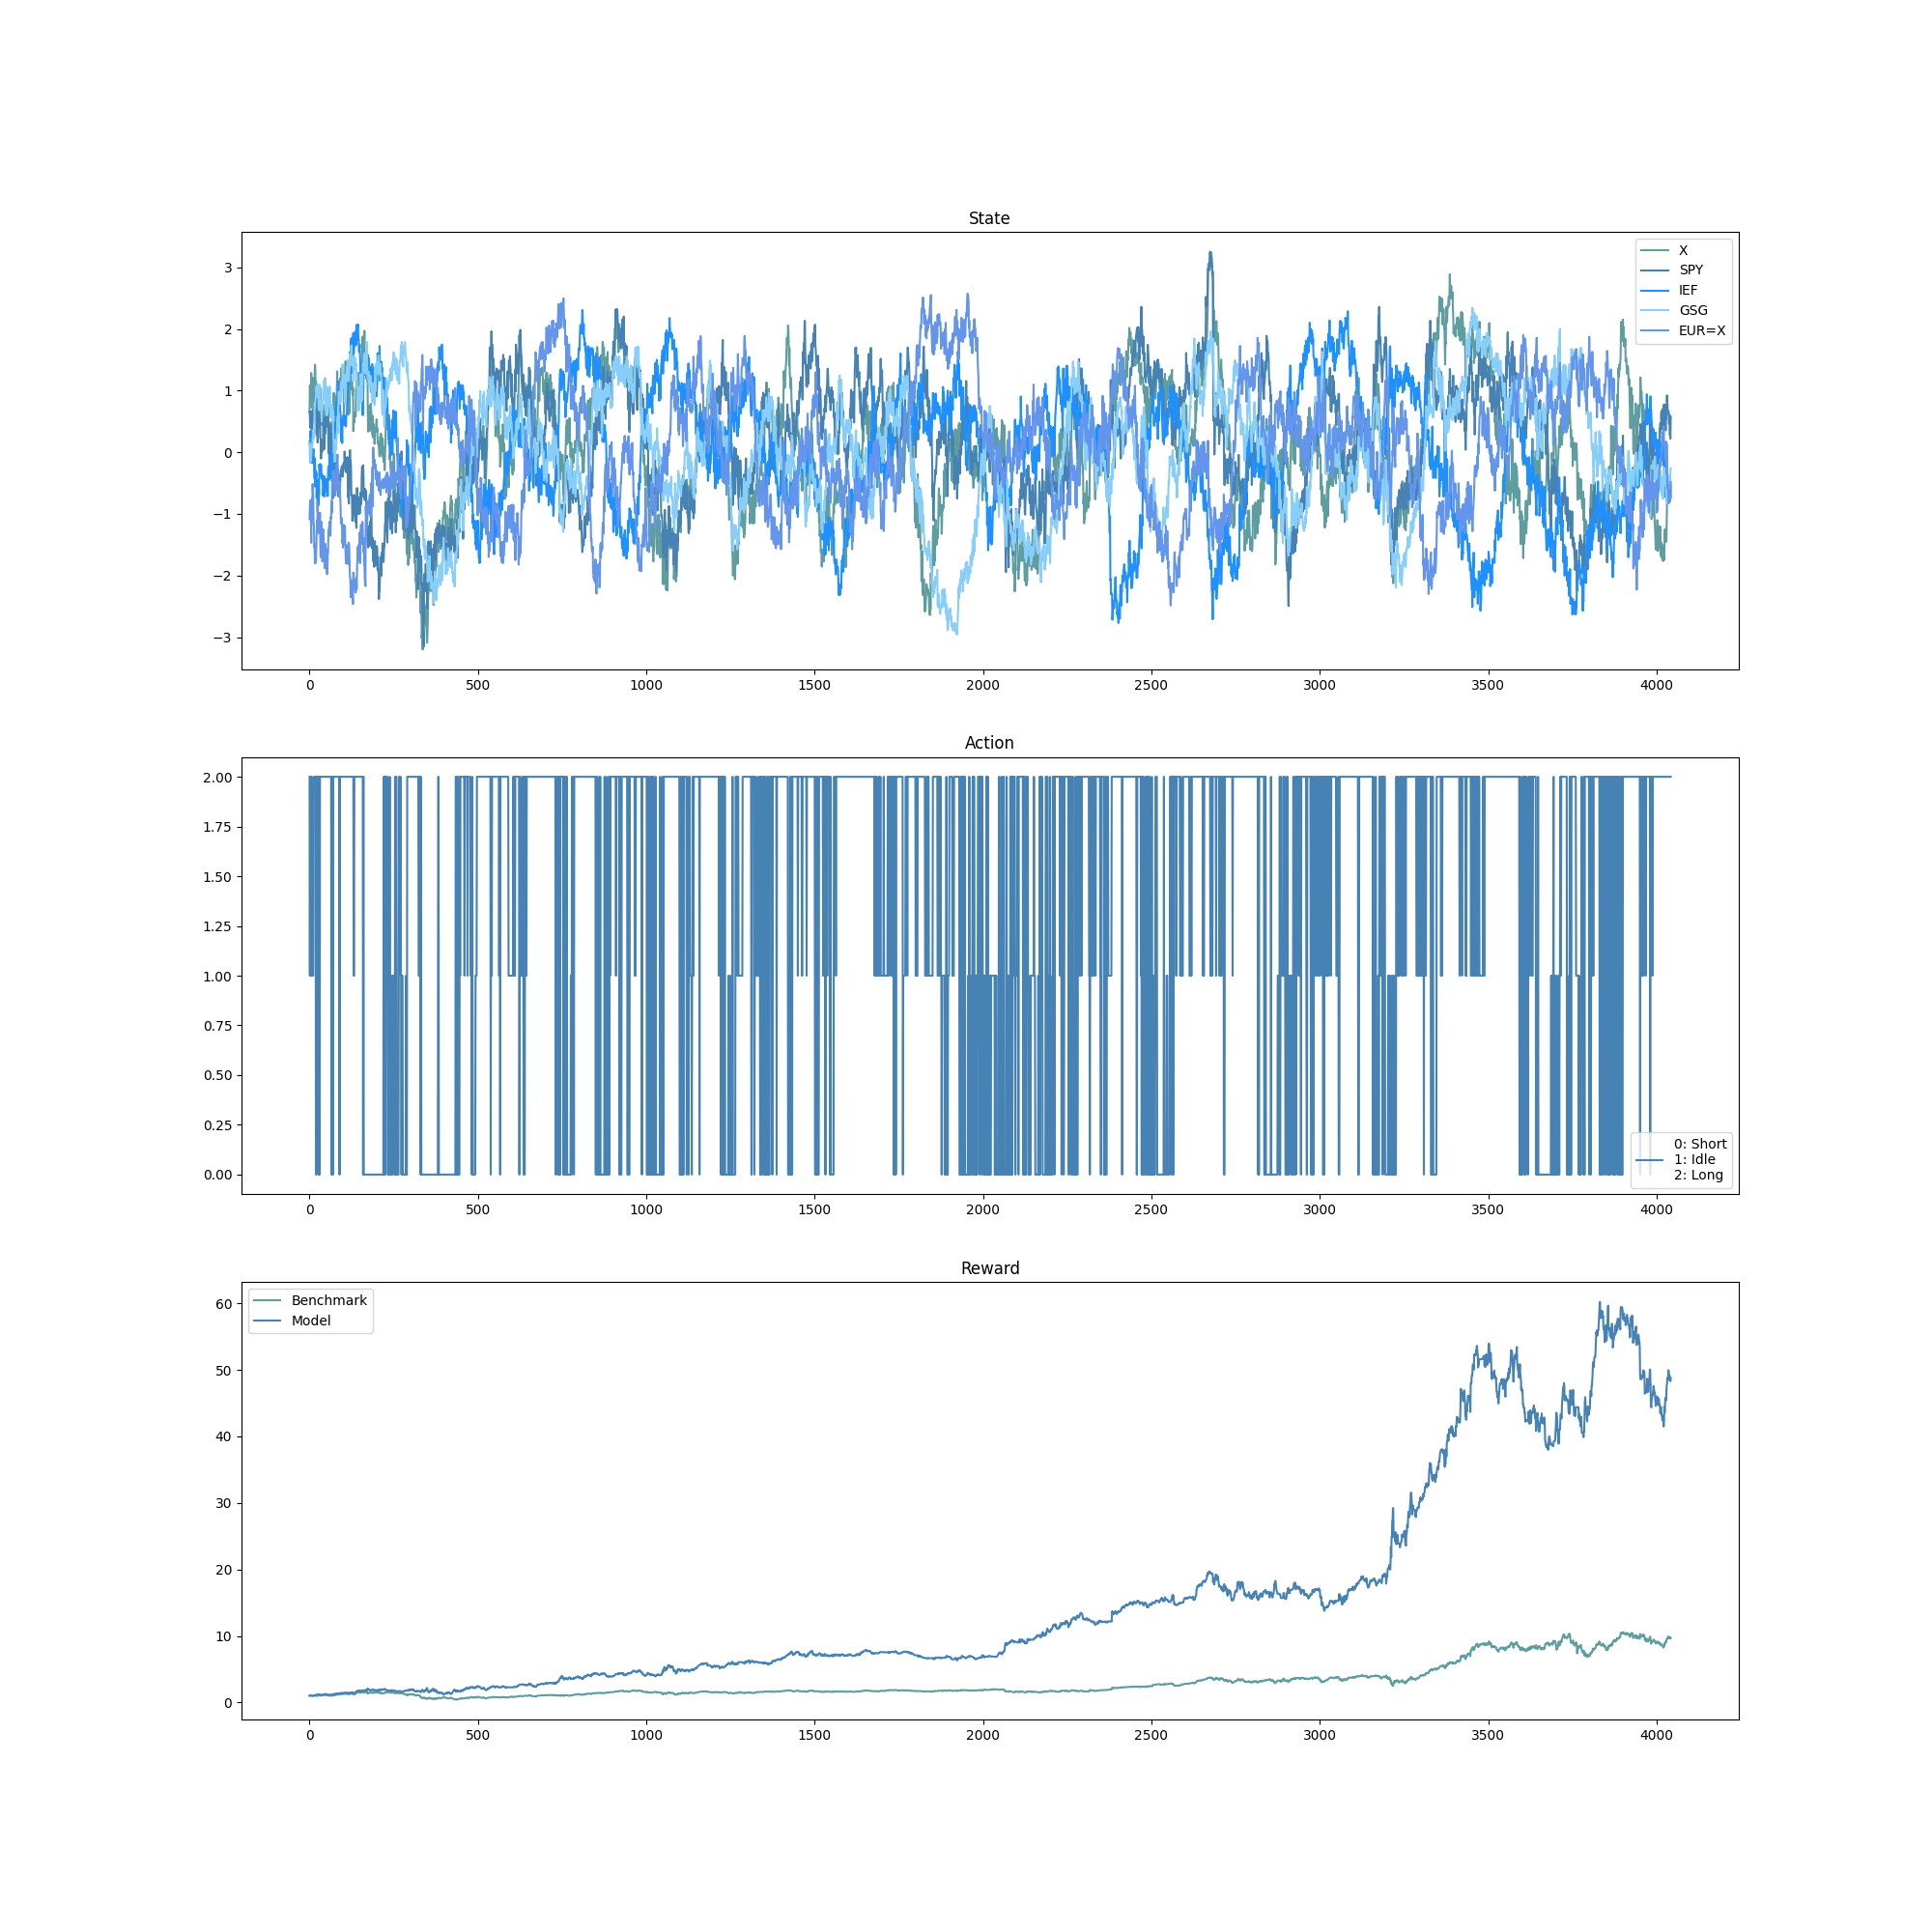 State
3
2
1
0
−1
−2
−3
X
SPY
IEF
GSG
EUR=X
0 500 1000 1500 2000 2500 3000 3500 4000
Action
2.00
1.75
1.50
1.25
1.00
0.75
0.50
0.25
0.00
0: Short
1: Idle
2: Long
0 500 1000 1500 2000 2500 3000 3500 4000
Reward
Benchmark
Model
60
50
40
30
20
10
0
0 500 1000 1500 2000 2500 3000 3500 4000